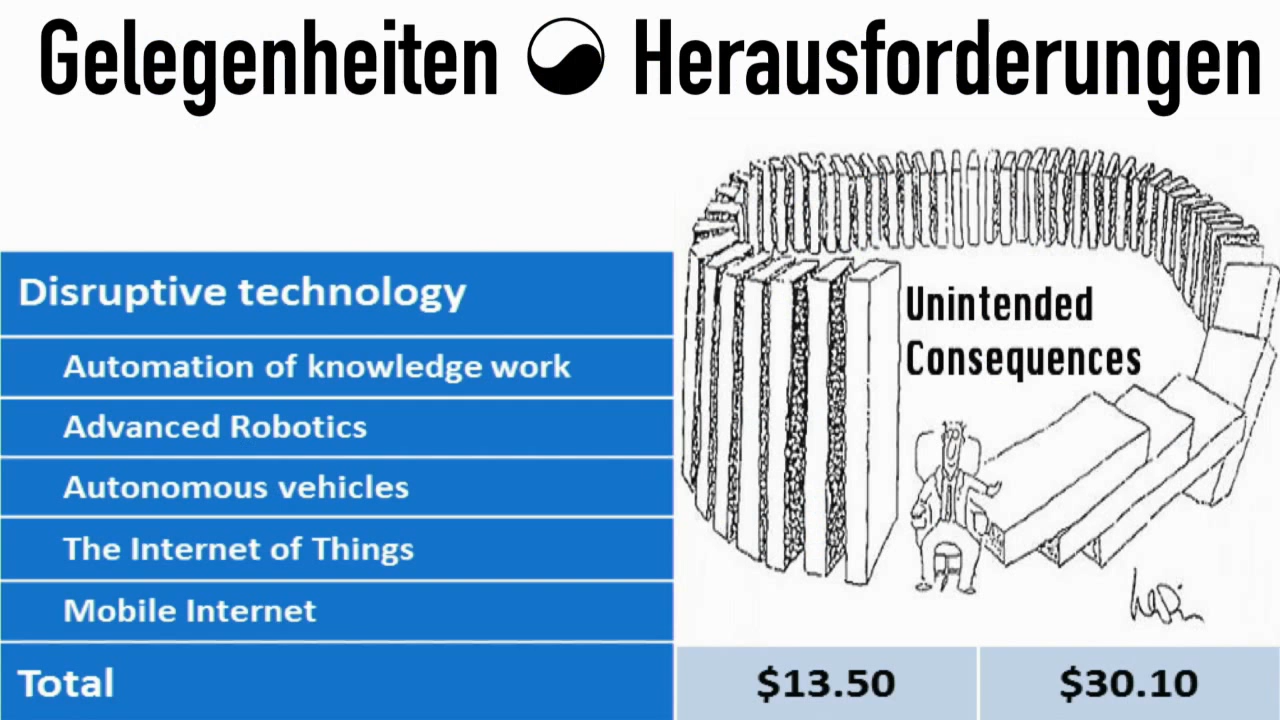 Gelegenheiten Herausforderungen
Disruptive technology
Automation of knowledge work
Advanced Robotics
Autonomous vehicles
The Internet of Things
Mobile Internet
Total $13.50 $30.10
Unintended
Consequences